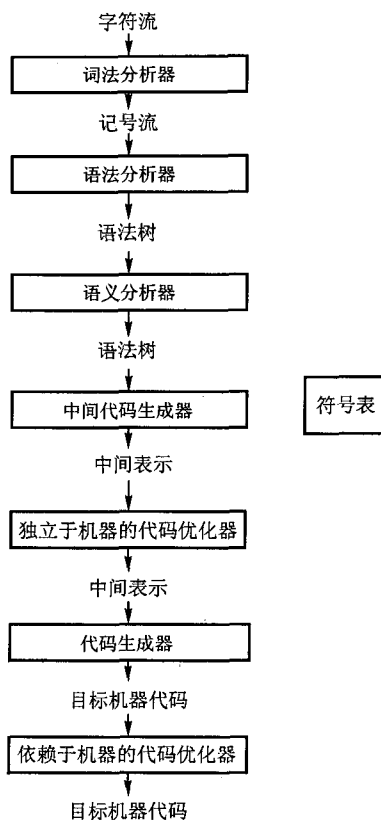 字符流
词法分析器
记号流
语法分析器
语法树
语义分析器
语法树
中间代码生成器
符号表
中间表示
独立于机器的代码优化器
中间表示
代码生成器
目标机器代码
依赖于机器的代码优化器
目标机器代码